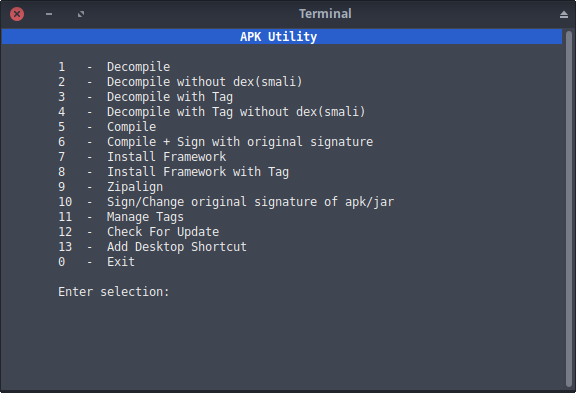 Terminal
APK Utility
1 - Decompile
2 - Decompile without dex(smali)
3 - Decompile with Tag
4 - Decompile with Tag without dex(smali)
5 - Compile
6 - Compile + Sign with original signature
7 - Install Framework
8 - Install Framework with Tag
9 - Zipalign
10 - Sign/Change original signature of apk/jar
11 - Manage Tags
12 - Check For Update
13 - Add Desktop Shortcut
0 - Exit
Enter selection: